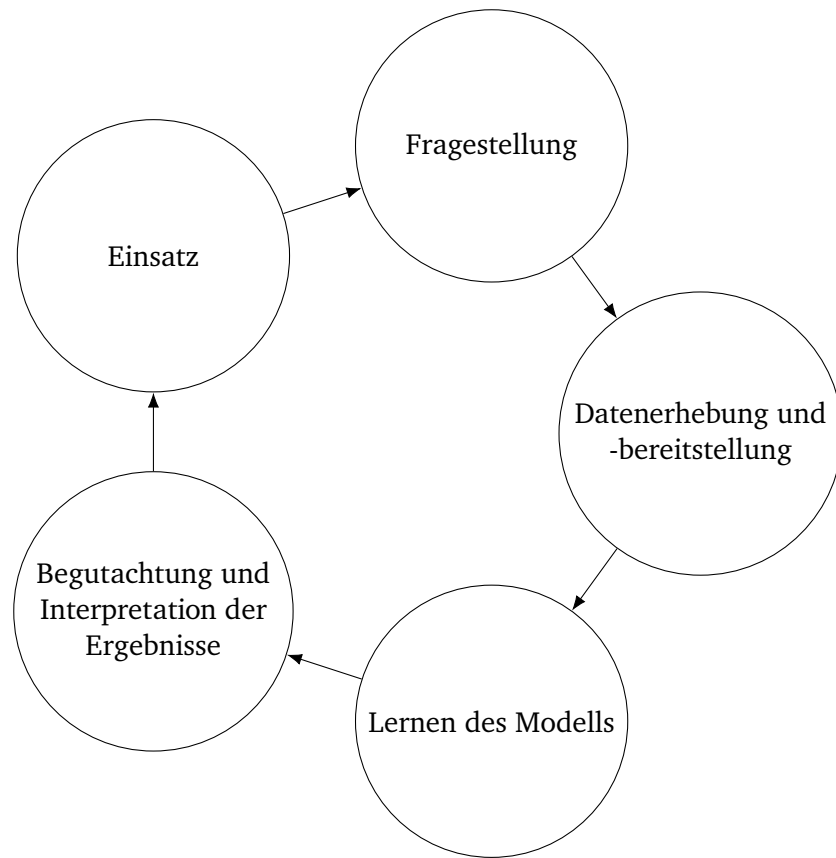 Fragestellung
Einsatz
Datenerhebung und
-bereitstellung
Begutachtung und
Interpretation der
Ergebnisse
Lernen des Modells